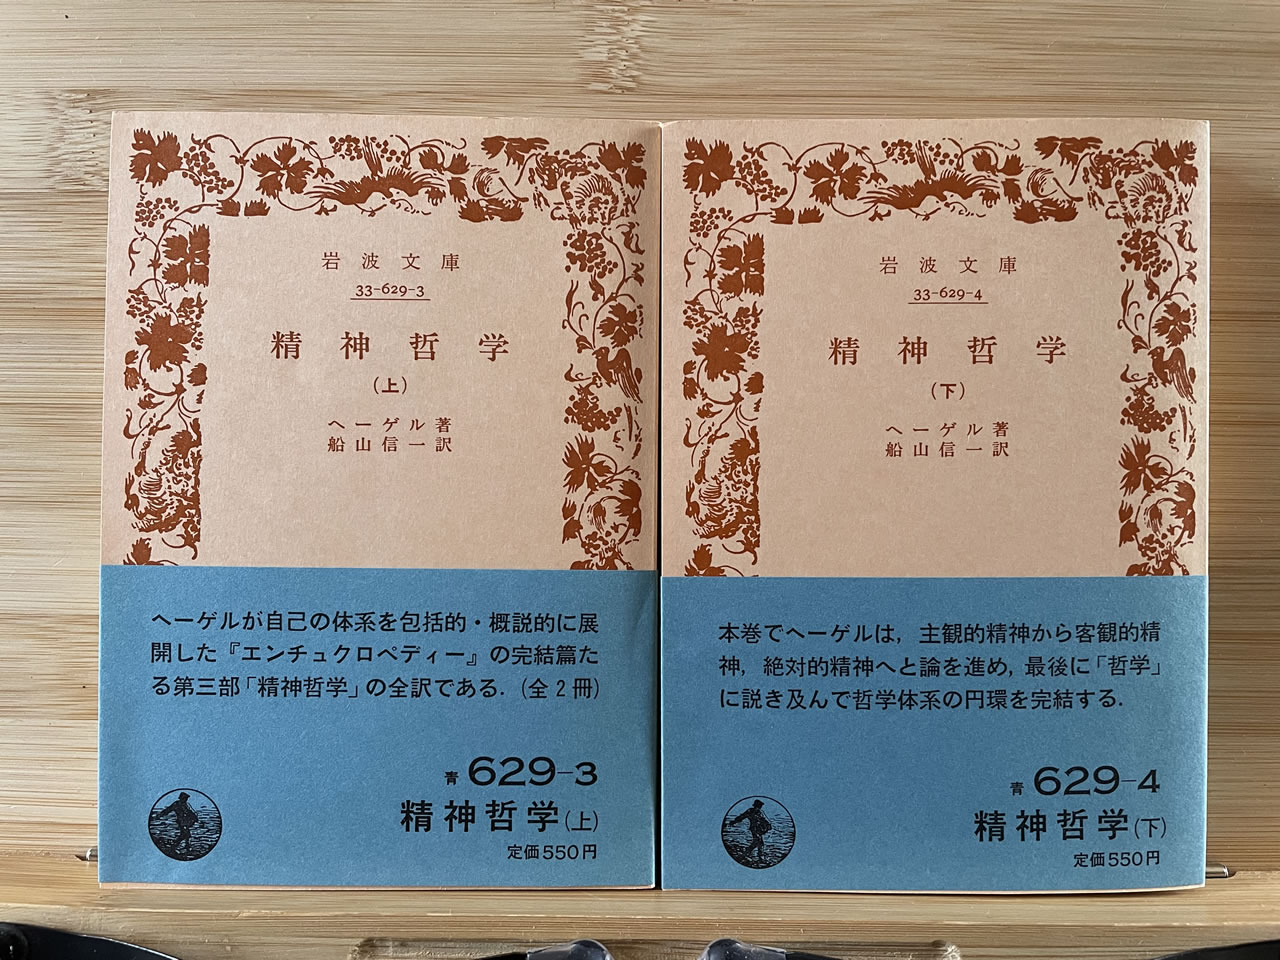 岩波文庫
33-629-3
精神哲学
(上)
ヘーゲル著
船山信一訳
ヘーゲルが自己の体系を包括的・概説的に展
開した『エンチュクロペディー』の完結篇た
る第三部「精神哲学」の全訳である.(全2冊)
青 629-3
精神哲学(上)
定価550円
岩波文庫
33-629-4
精神哲学
(下)
ヘーゲル著
船山信一訳
本巻でヘーゲルは,主観的精神から客観的精
神,絶対的精神へと論を進め,最後に「哲学」
に説き及んで哲学体系の円環を完結する.
青 629-4
精神哲学(下)
定価550円